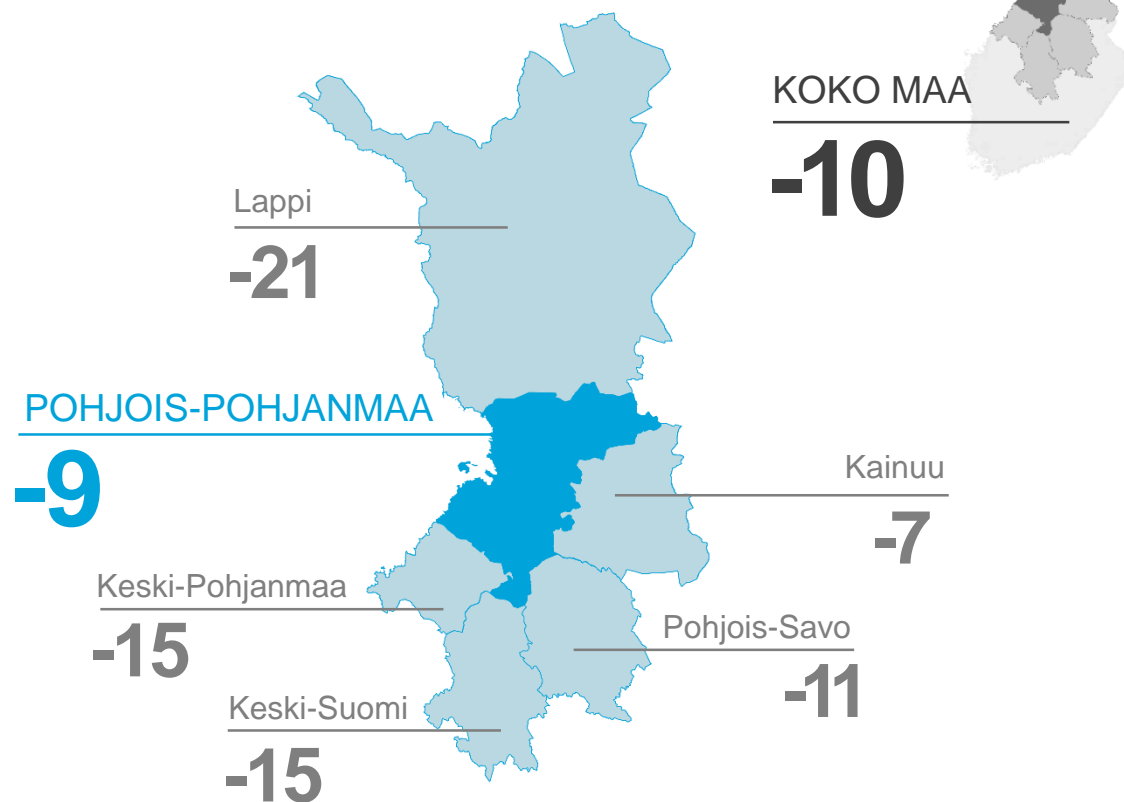 KOKO MAA
-10
Lappi
-21
POHJOIS-POHJANMAA
-9
Kainuu
-7
Keski-Pohjanmaa
-15
Pohjois-Savo
-11
Keski-Suomi
-15